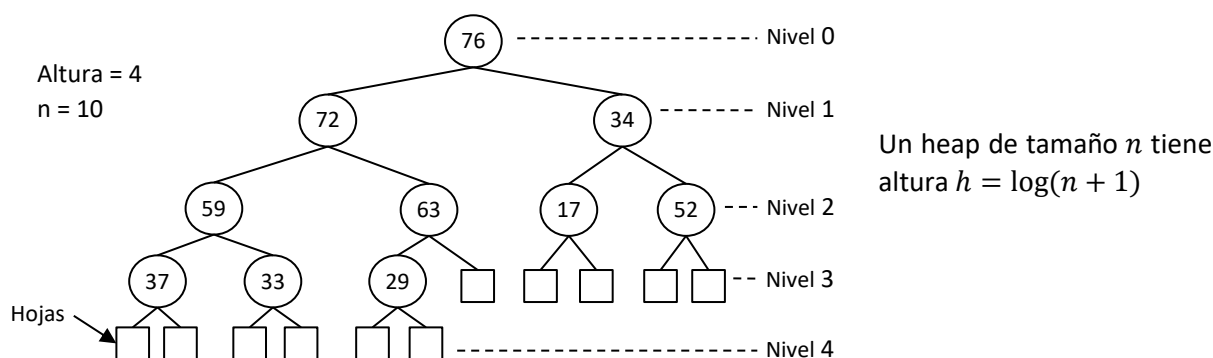 76
Nivel 0
Altura = 4
n = 10
72
34
Nivel 1
Un heap de tamaño n tiene
altura h = log(n + 1)
59
63
17
52
Nivel 2
37
33
29
Nivel 3
Hojas
Nivel 4